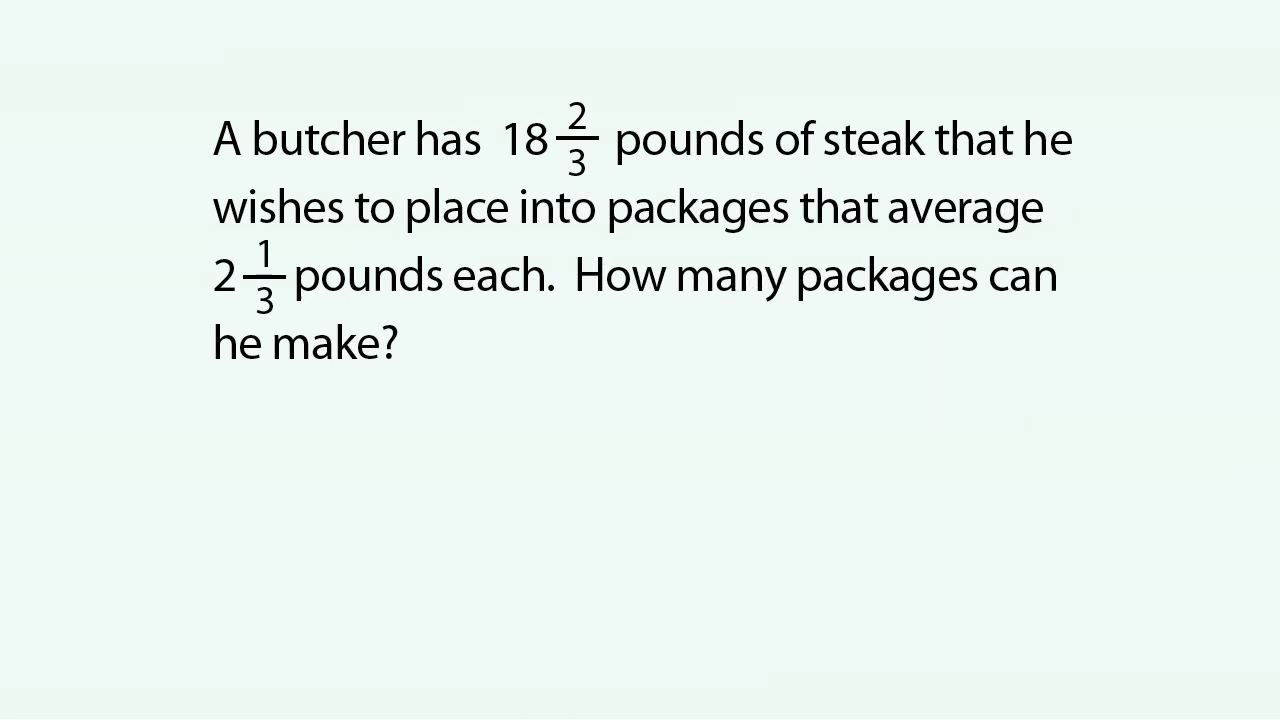 A butcher has 18 2/3 pounds of steak that he
wishes to place into packages that average
2 1/3 pounds each. How many packages can
he make?